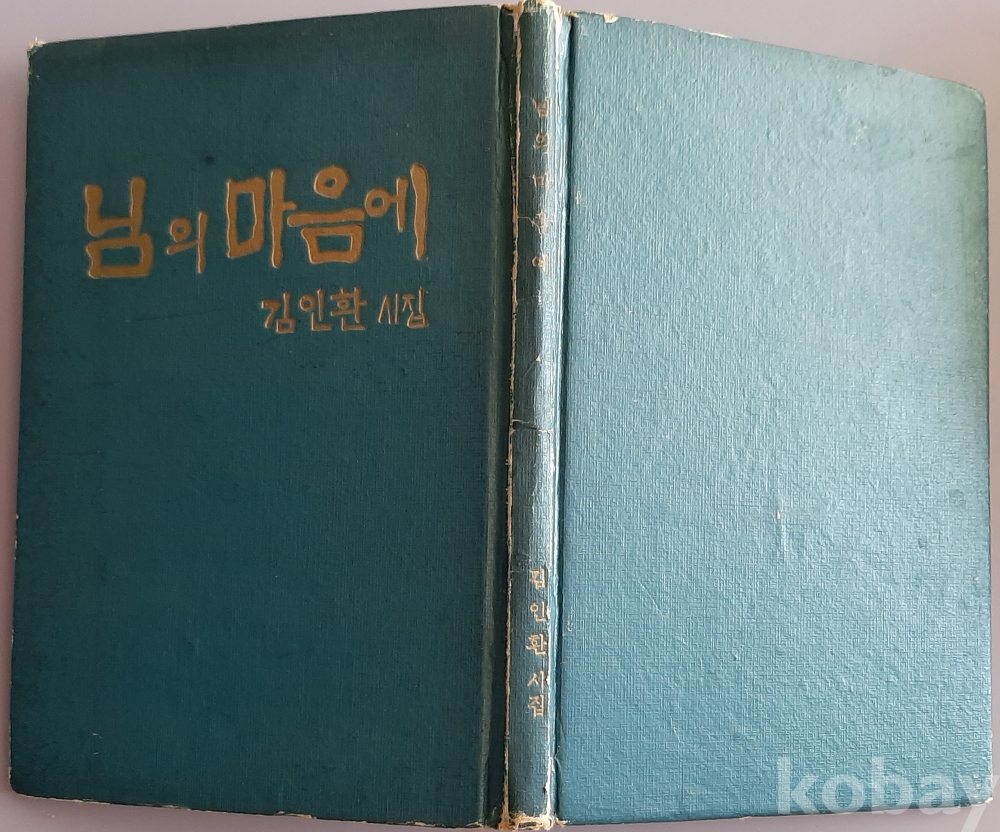 님의 마음에
김인환 시집
님의 마음에
김인환 시집
kobay